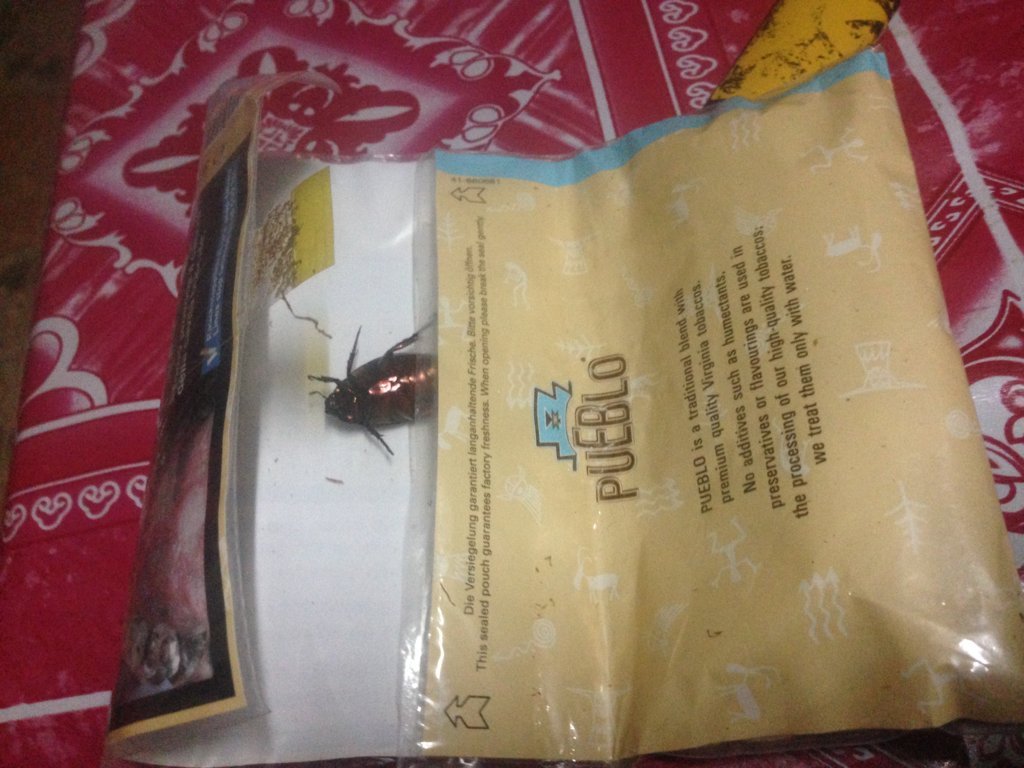 Die Versiegelung garantiert langanhaltende Frische. Bitte vorsichtig öffnen.
This sealed pouch guarantees factory freshness. When opening please break the seal gently.
PUEBLO
PUEBLO is a traditional blend with
premium quality Virginia tobaccos.
No additives such as humectants,
preservatives or flavourings are used in
the processing of our high-quality tobaccos;
we treat them only with water.